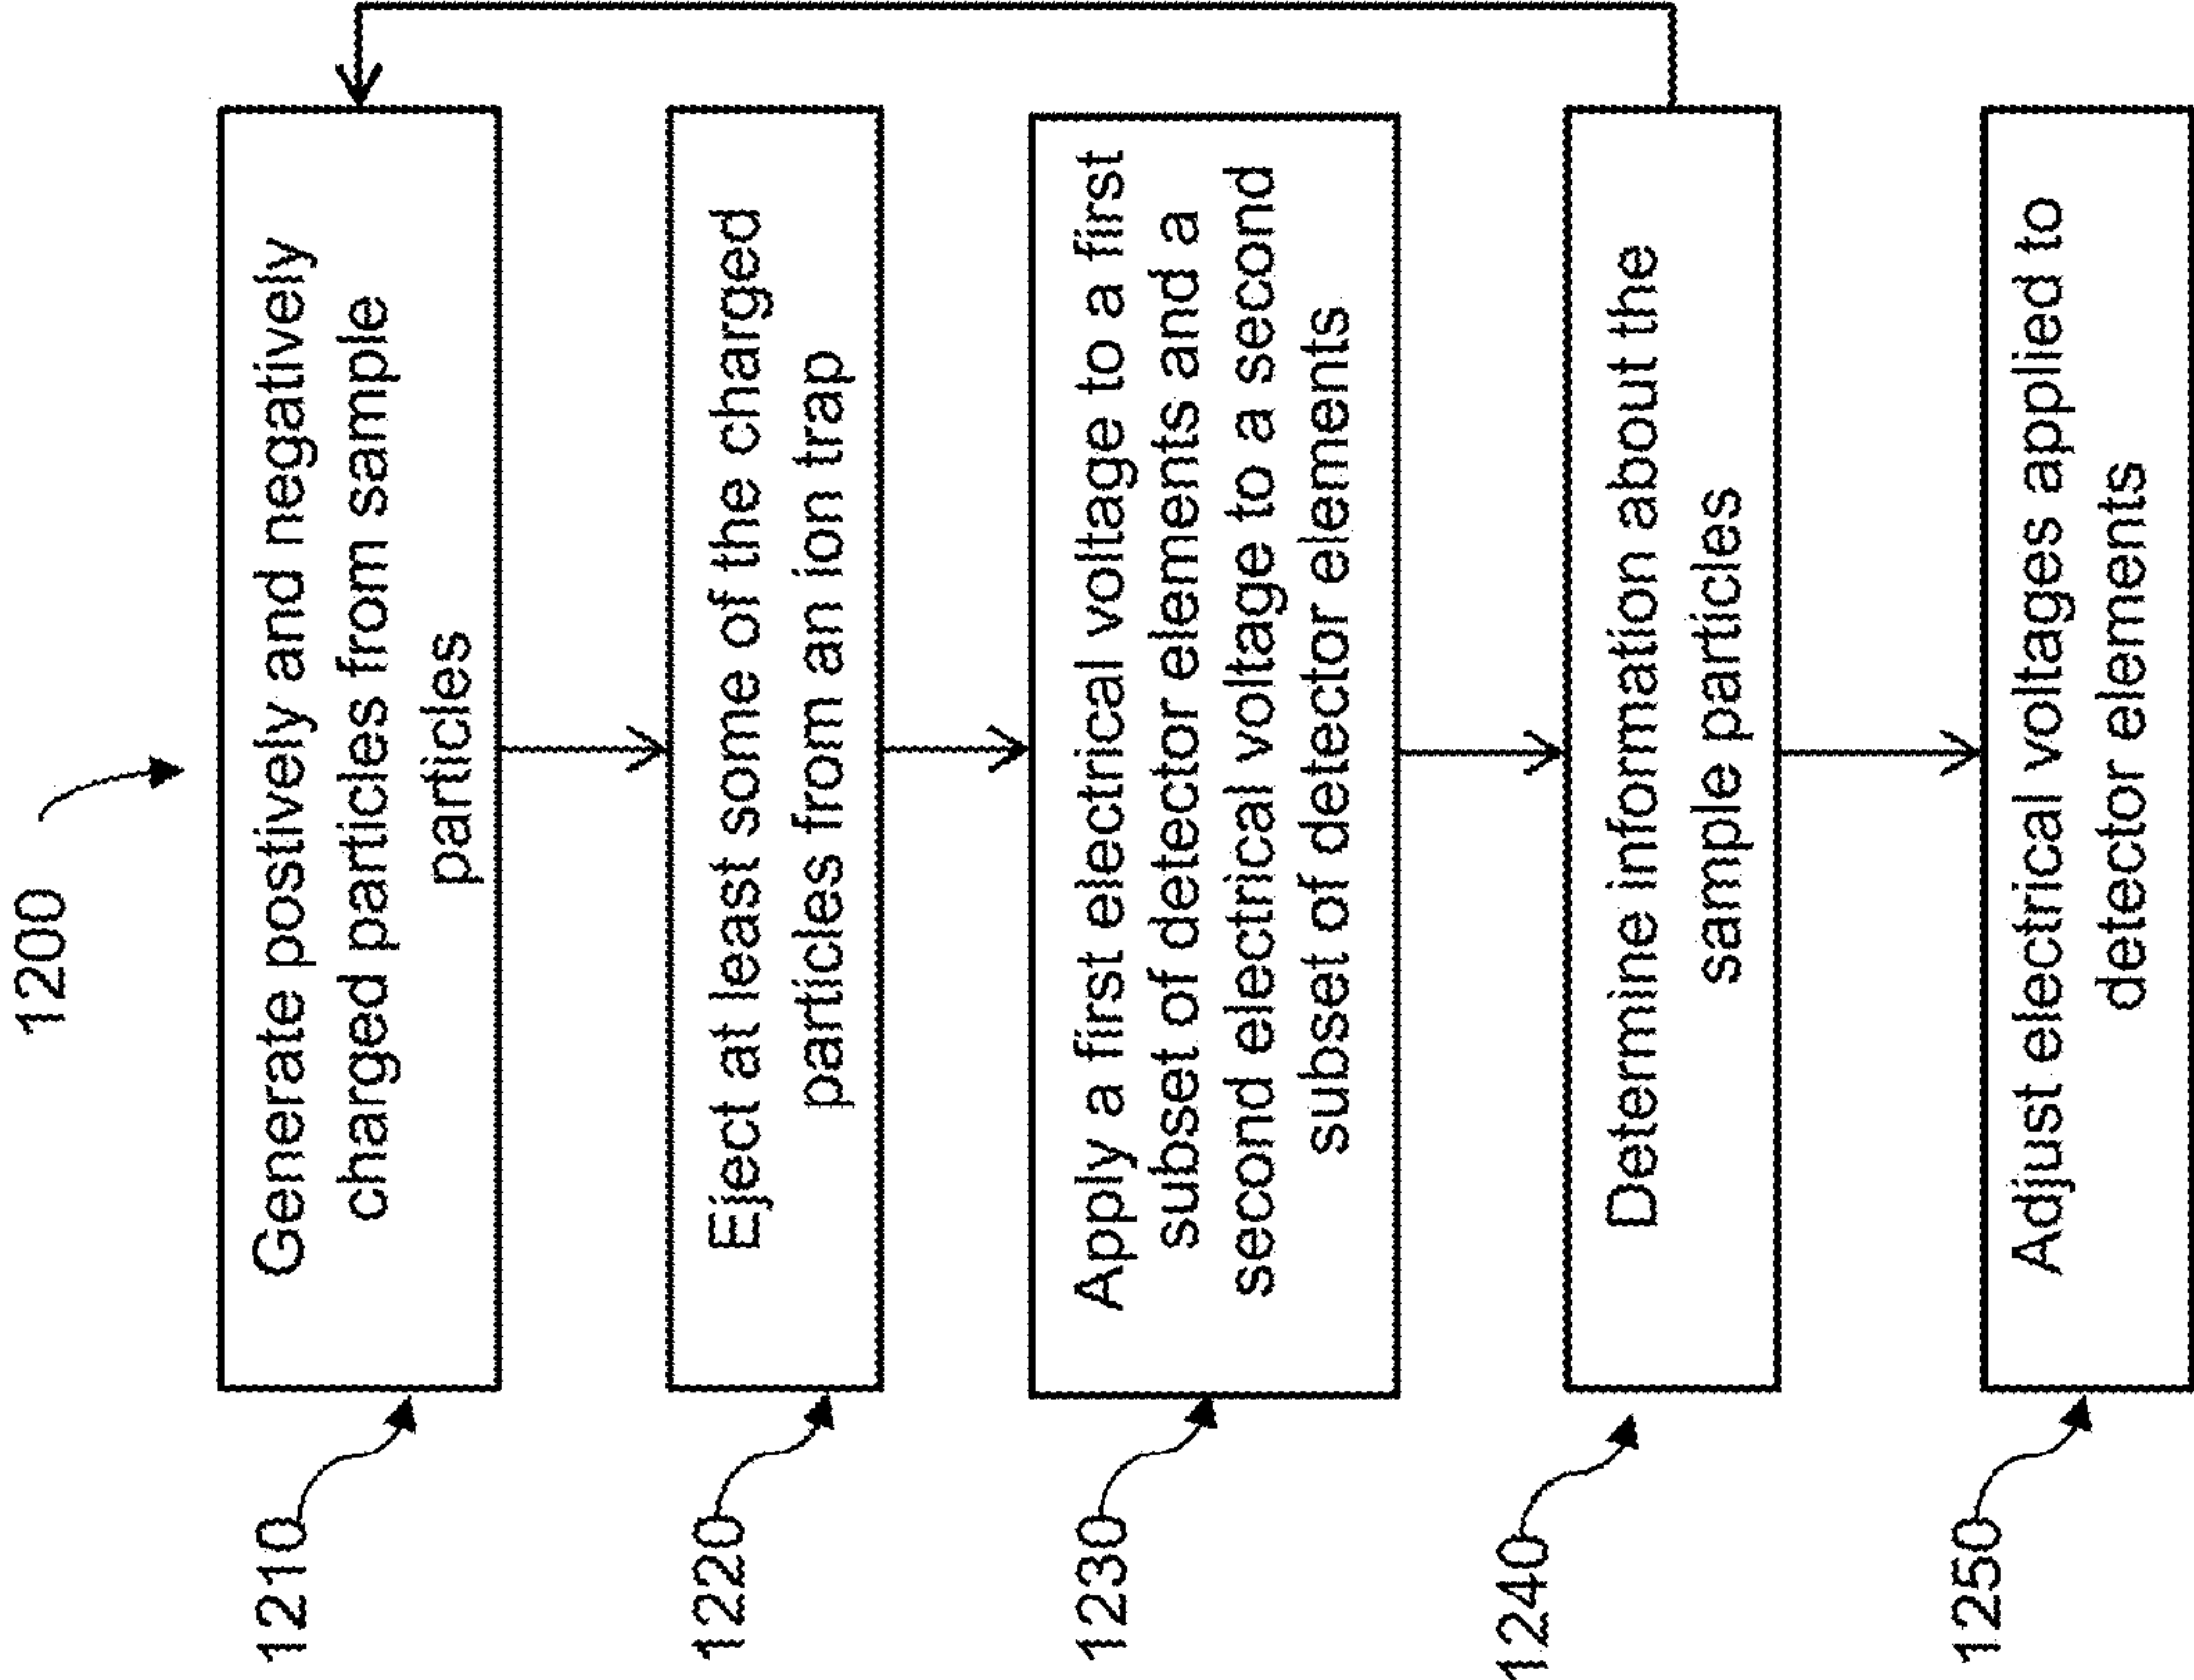 1200
1210
Generate postively and negatively
charged particles from sample
particles
1220
Eject at least some of the charged
particles from an ion trap
1230
Apply a first electrical voltage to a first
subset of detector elements and a
second electrical voltage to a second
subset of detector elements
1240
Determine information about the
sample particles
1250
Adjust electrical voltages applied to
detector elements